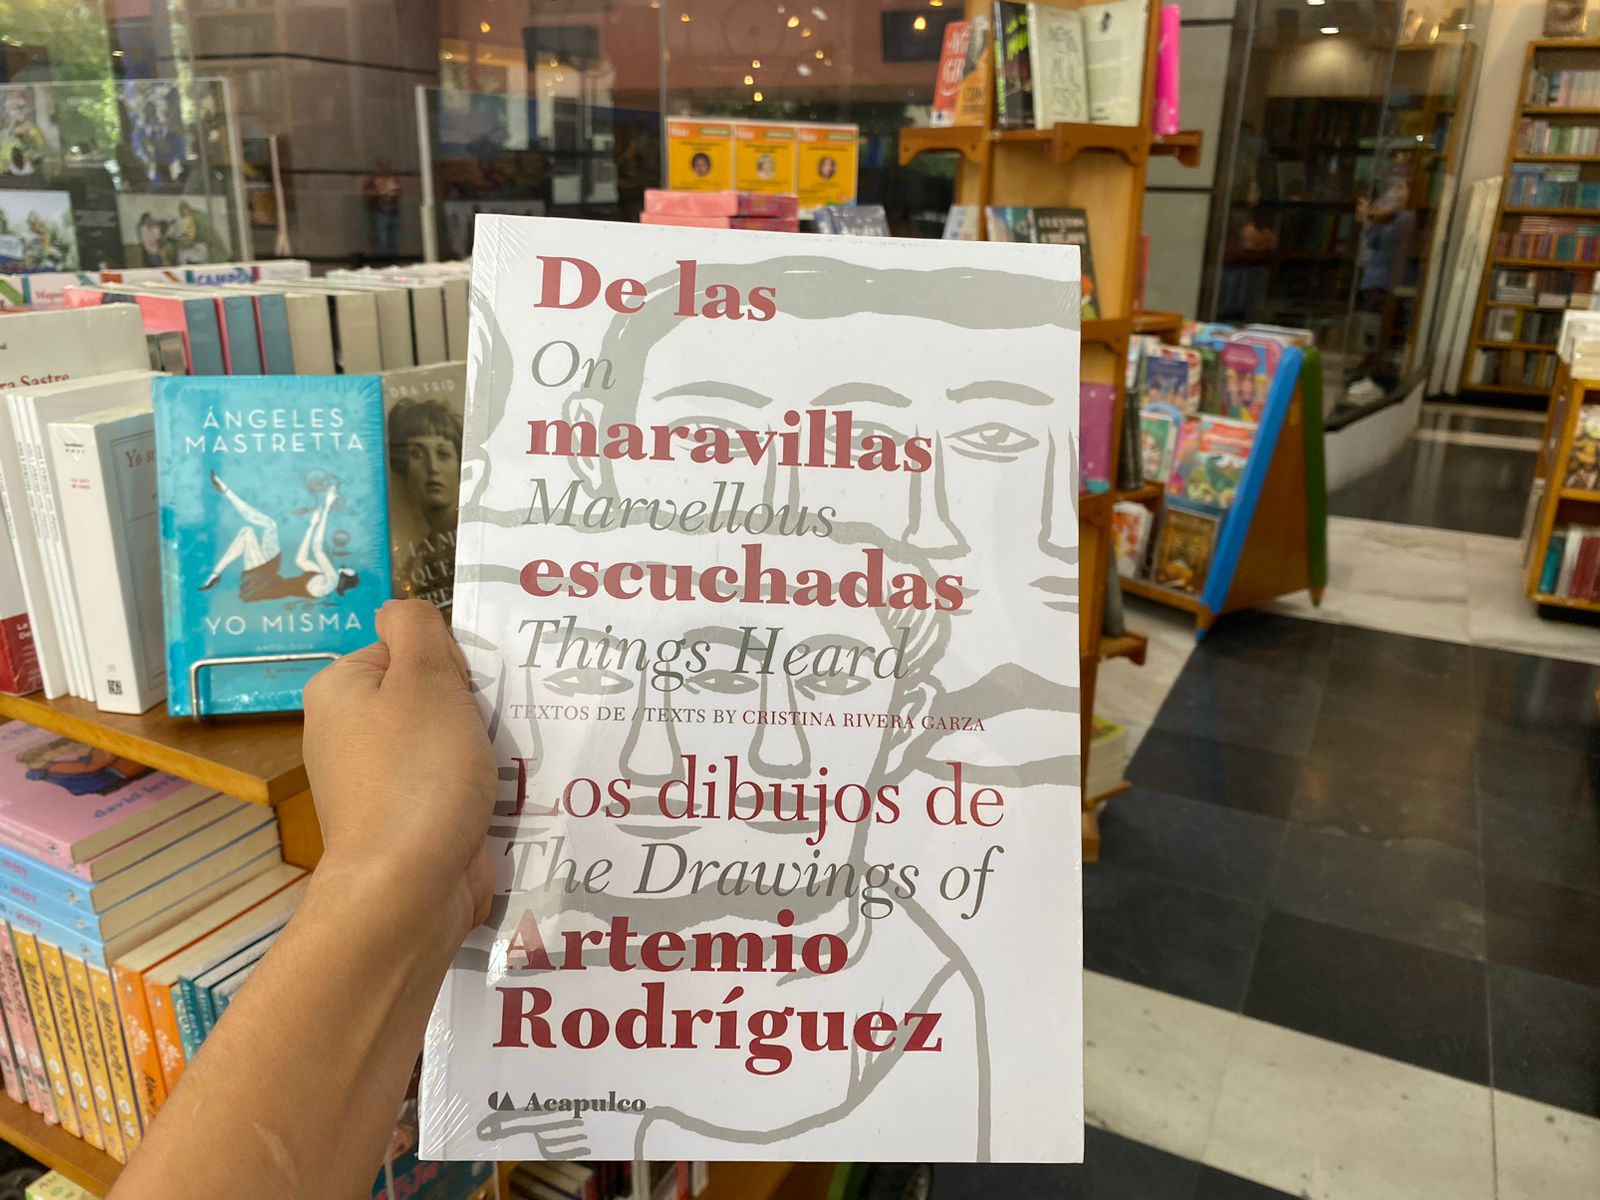 De las
On
maravillas
Marvellous
escuchadas
Things Heard
TEXTOS DE / TEXTS BY CRISTINA RIVERA GARZA
Los dibujos de
The Drawings of
Artemio
Rodríguez
Acapulco
ÁNGELES
MASTRETTA
YO MISMA
ANTOLOGÍA
Sastre